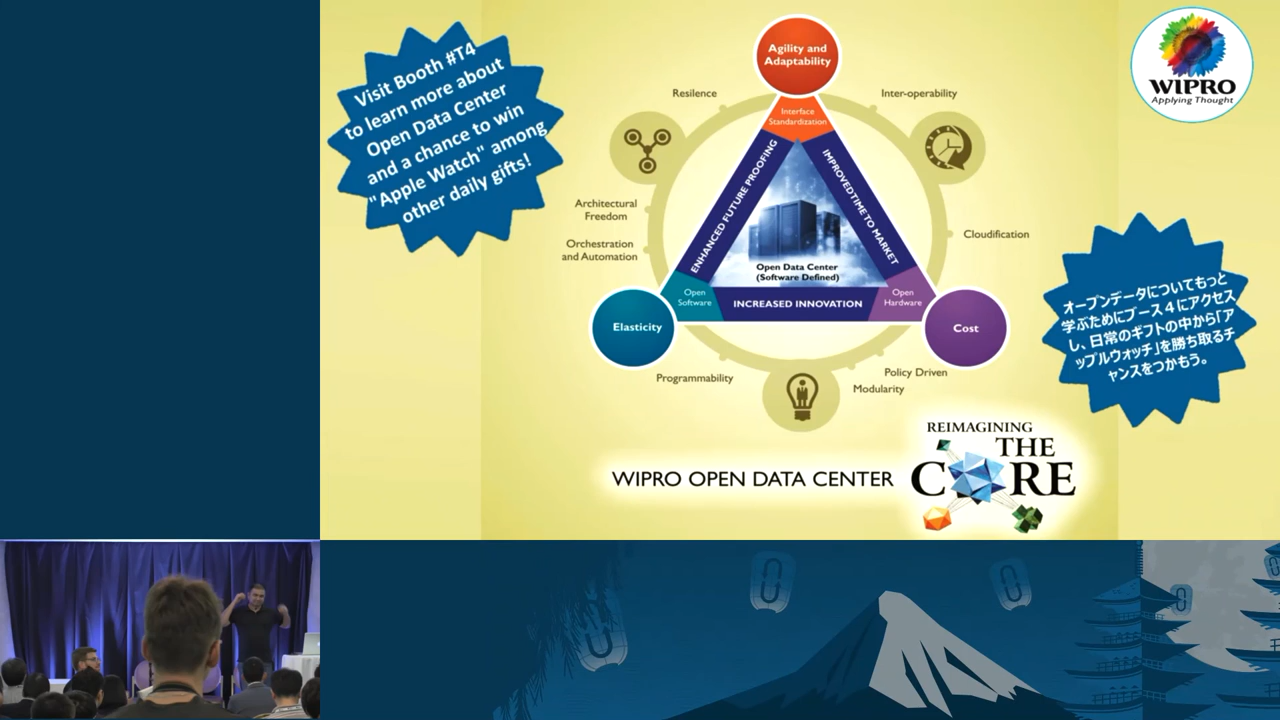 Visit Booth #T4
to learn more about
Open Data Center
and a chance to win
"Apple Watch" among
other daily gifts!
Agility and
Adaptability
WIPRO
Applying Thought
Resilence
Inter-operability
Interface
Standardization
ENHANCED FUTURE PROOFING
IMPROVEDTIME TO MARKET
Architectural
Freedom
Orchestration
and Automation
Cloudification
Open Data Center
(Software Defined)
Open
Software
INCREASED INNOVATION
Open
Hardware
Elasticity
Cost
オープンデータについてもっと
学ぶためにブース４にアクセス
し、日常のギフトの中から「ア
ップルウォッチ」を勝ち取るチ
ャンスをつかもう。
Programmability
Policy Driven
Modularity
WIPRO OPEN DATA CENTER
REIMAGINING
THE
CORE